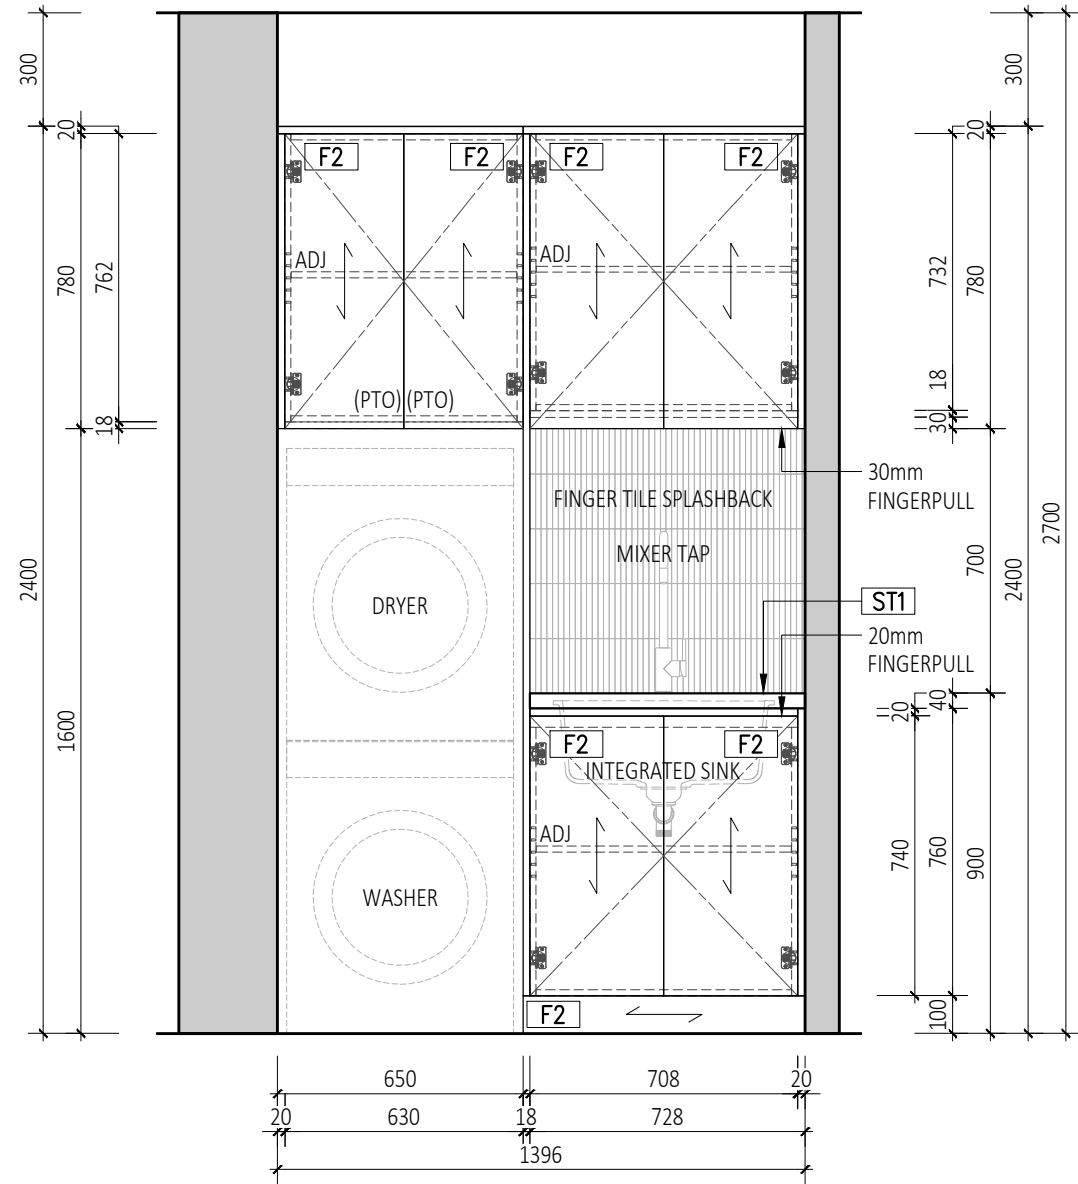 300
20
780
762
18
2400
1600
F2
F2
F2
F2
ADJ
ADJ
(PTO)
(PTO)
FINGER TILE SPLASHBACK
MIXER TAP
DRYER
WASHER
F2
F2
INTEGRATED SINK
ADJ
F2
30mm
FINGERPULL
ST1
20mm
FINGERPULL
300
20
732
780
18
30
700
2400
2700
20
40
740
760
900
100
650
708
20
20
630
18
728
1396